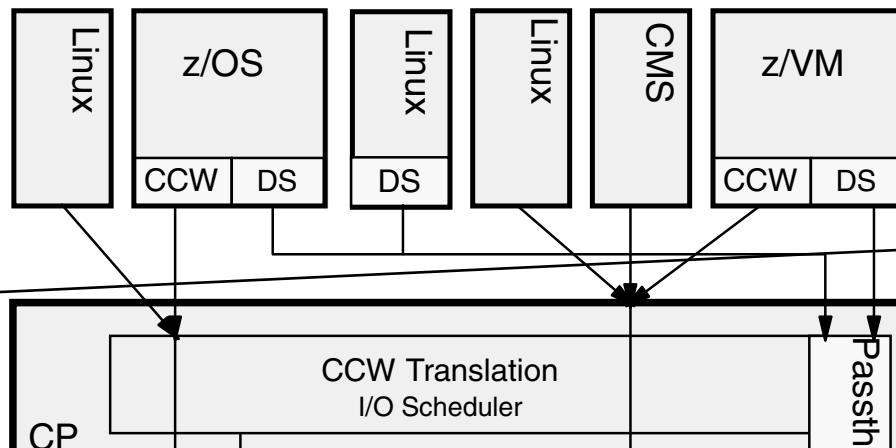 Linux
z/OS
Linux
Linux
CMS
z/VM
CCW
DS
DS
CCW
DS
CCW Translation
I/O Scheduler
Passth
CP